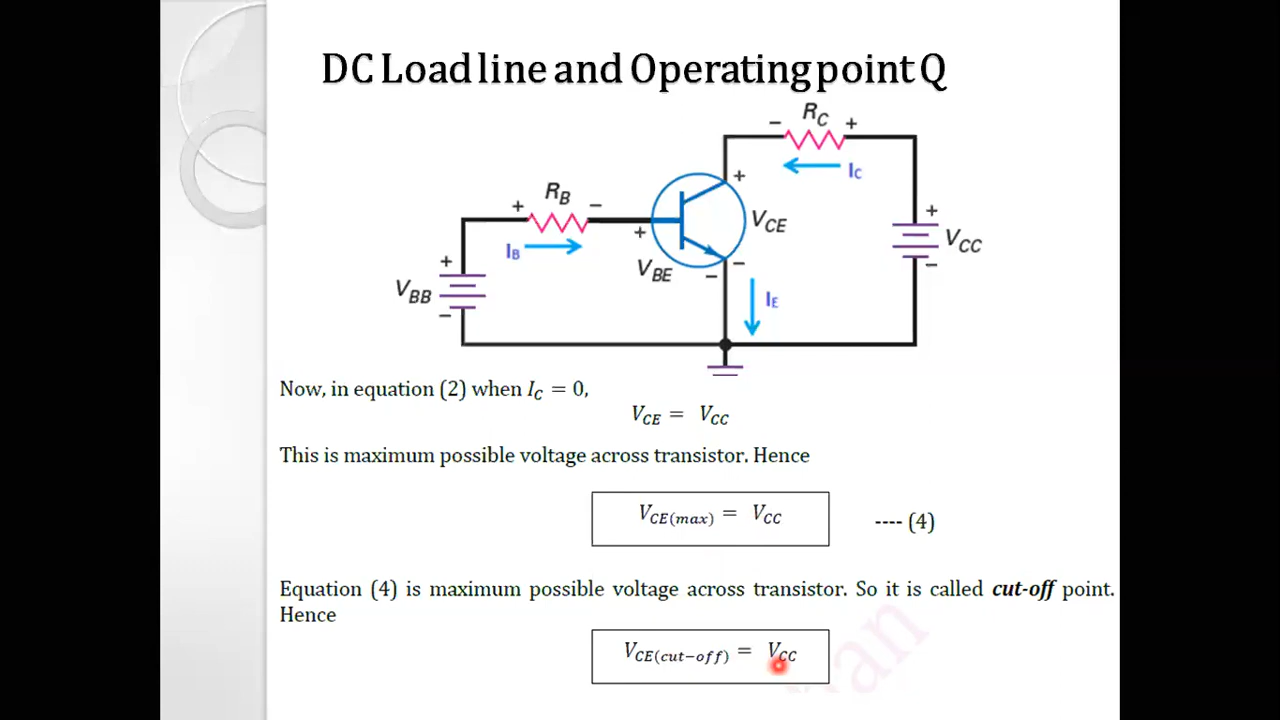 DC Load line and Operating point Q
− R_C +
I_C
+
R_B
+ −
V_CE
+
V_CC
−
I_B
+
V_BE
−
−
+
V_BB
−
I_E
Now, in equation (2) when I_C = 0,
V_CE = V_CC
This is maximum possible voltage across transistor. Hence
V_CE(max) = V_CC ---- (4)
Equation (4) is maximum possible voltage across transistor. So it is called cut-off point.
Hence
V_CE(cut−off) = V_CC